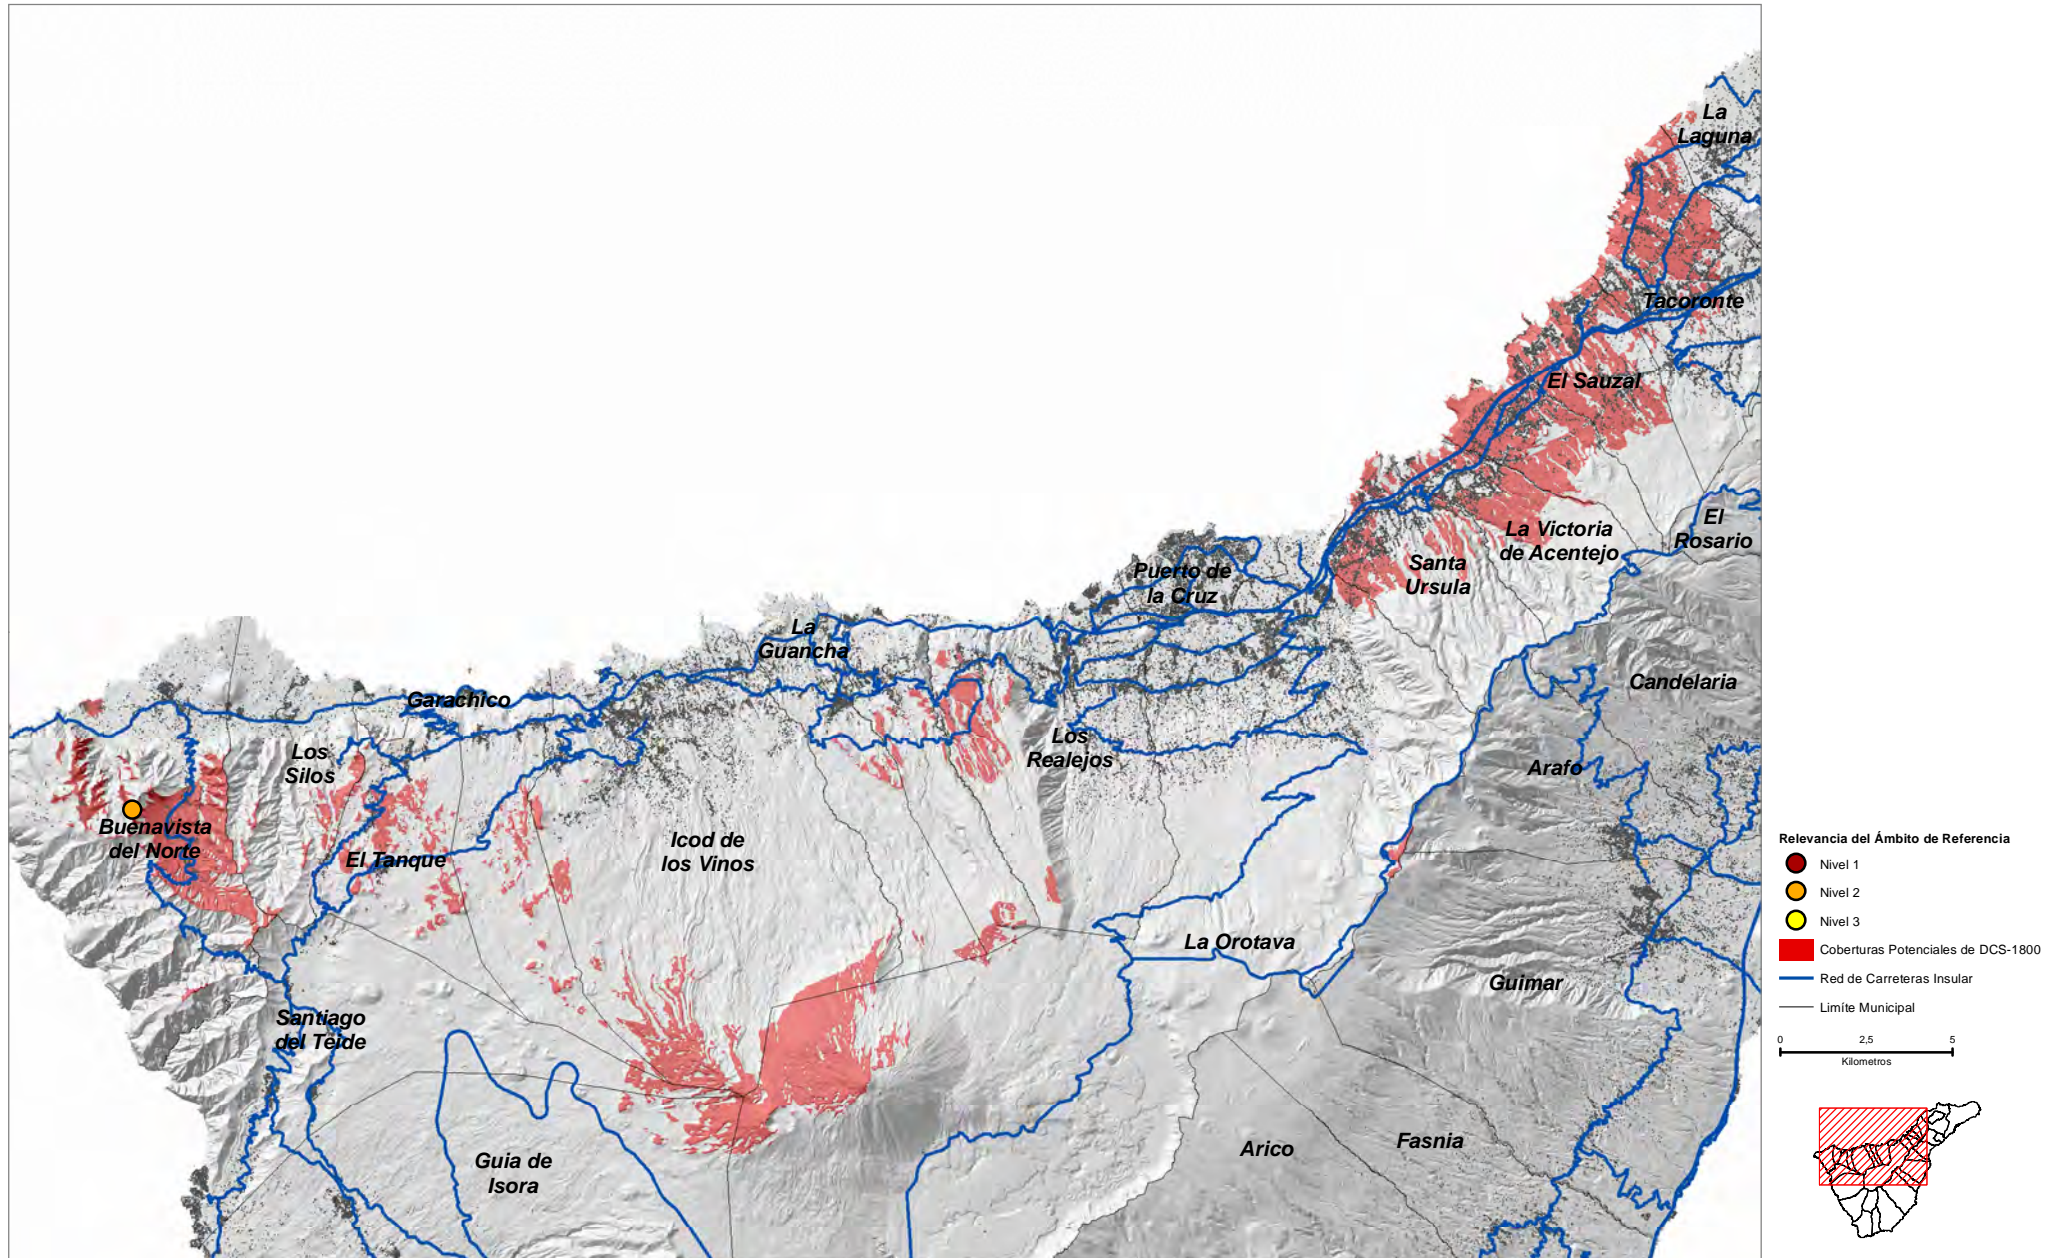 La
Laguna
Tacoronte
El Sauzal
El
Rosario
La Victoria
de Acentejo
Santa
Ursula
Puerto de
la Cruz
La
Guancha
Candelaria
Garachico
Los
Silos
Los
Realejos
Arafo
Buenavista
del Norte
El Tanque
Icod de
los Vinos
La Orotava
Guimar
Santiago
del Teide
Guia de
Isora
Arico
Fasnia
Relevancia del Ámbito de Referencia
Nivel 1
Nivel 2
Nivel 3
Coberturas Potenciales de DCS-1800
Red de Carreteras Insular
Limíte Municipal
0 2,5 5
Kilometros